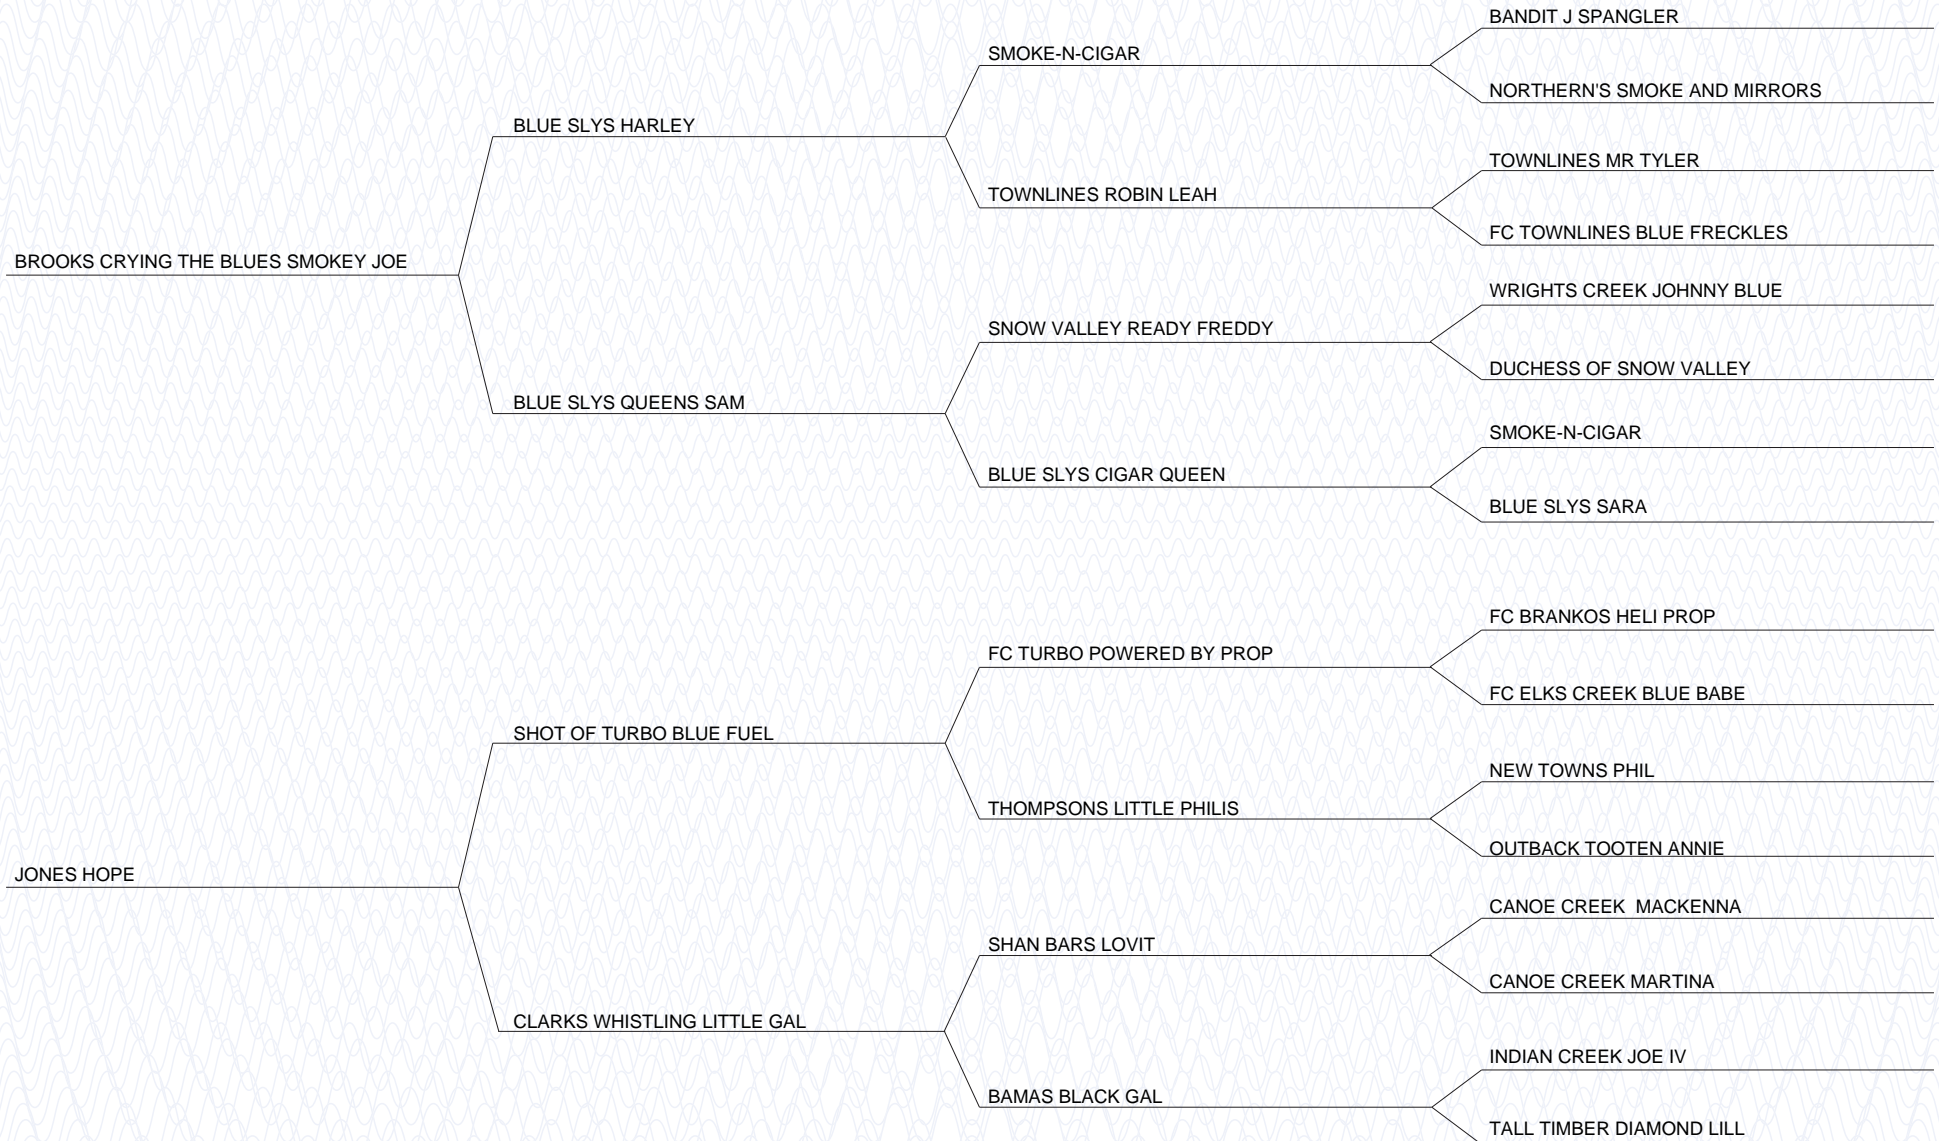 BANDIT J SPANGLER
SMOKE-N-CIGAR
NORTHERN'S SMOKE AND MIRRORS
BLUE SLYS HARLEY
TOWNLINES MR TYLER
TOWNLINES ROBIN LEAH
FC TOWNLINES BLUE FRECKLES
BROOKS CRYING THE BLUES SMOKEY JOE
WRIGHTS CREEK JOHNNY BLUE
SNOW VALLEY READY FREDDY
DUCHESS OF SNOW VALLEY
BLUE SLYS QUEENS SAM
SMOKE-N-CIGAR
BLUE SLYS CIGAR QUEEN
BLUE SLYS SARA
FC BRANKOS HELI PROP
FC TURBO POWERED BY PROP
FC ELKS CREEK BLUE BABE
SHOT OF TURBO BLUE FUEL
NEW TOWNS PHIL
THOMPSONS LITTLE PHILIS
OUTBACK TOOTEN ANNIE
JONES HOPE
CANOE CREEK  MACKENNA
SHAN BARS LOVIT
CANOE CREEK MARTINA
CLARKS WHISTLING LITTLE GAL
INDIAN CREEK JOE IV
BAMAS BLACK GAL
TALL TIMBER DIAMOND LILL